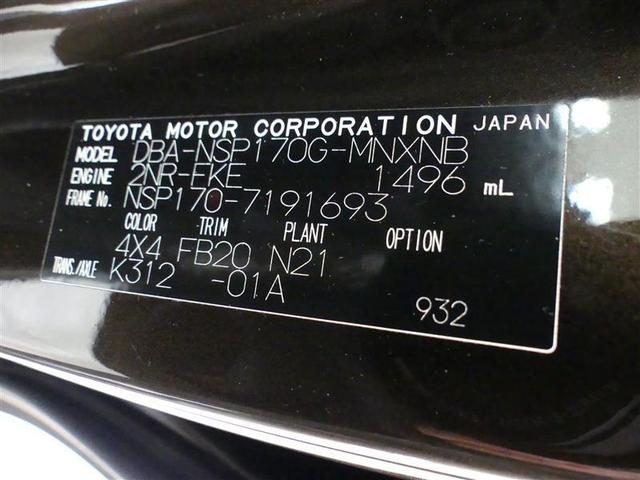 TOYOTA MOTOR CORPORATION JAPAN
MODEL DBA-NSP170G-MNXNB
ENGINE 2NR-FKE 1496 mL
FRAME No. NSP170-7191693
COLOR TRIM PLANT OPTION
4X4 FB20 N21
TRANS./AXLE K312 -01A
932